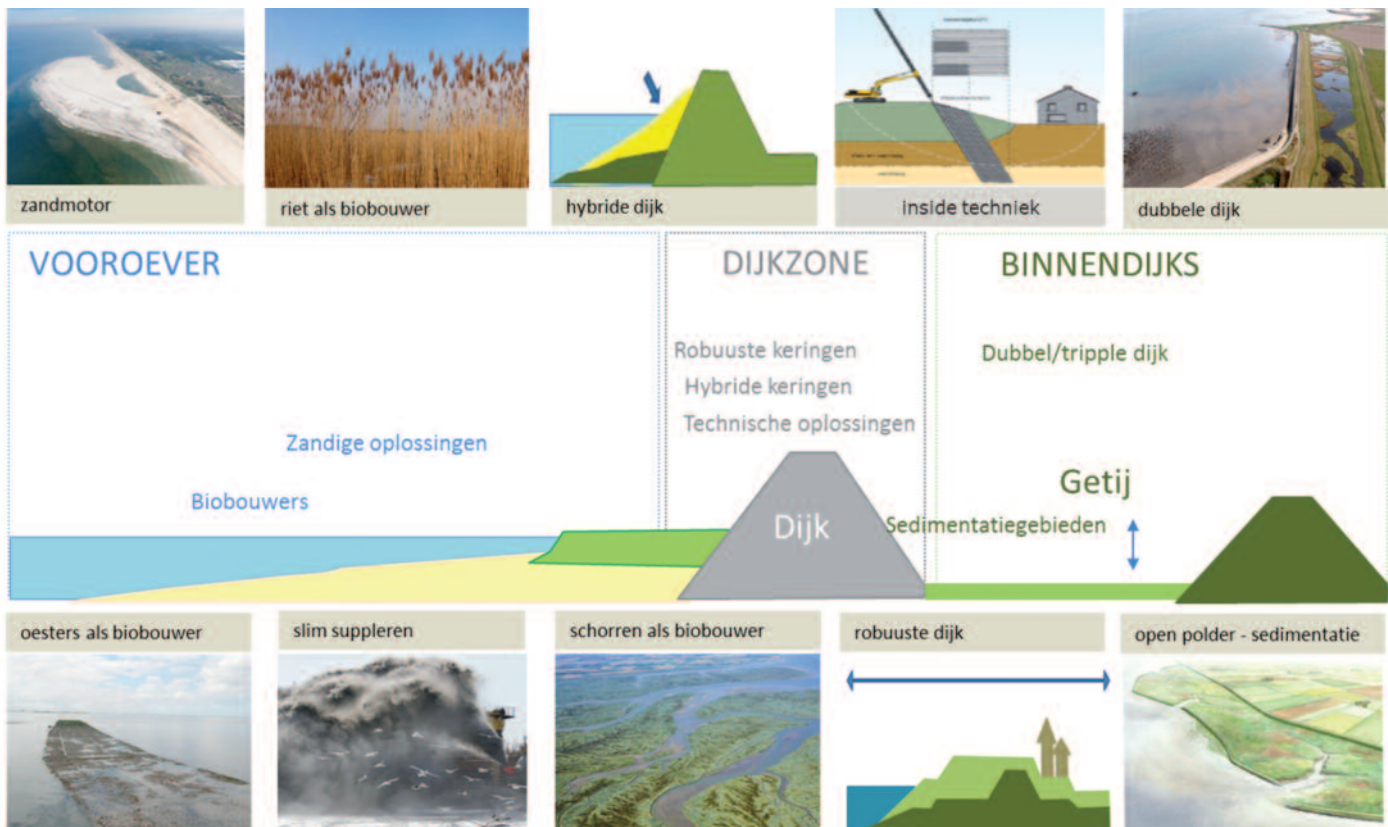 zandmotor
riet als biobouwer
hybride dijk
inside techniek
dubbele dijk
VOOROEVER
DIJKZONE
BINNENDIJKS
Robuuste keringen
Dubbel/tripple dijk
Hybride keringen
Technische oplossingen
Zandige oplossingen
Biobouwers
Getij
Dijk
Sedimentatiegebieden
oesters als biobouwer
slim suppleren
schorren als biobouwer
robuuste dijk
open polder - sedimentatie